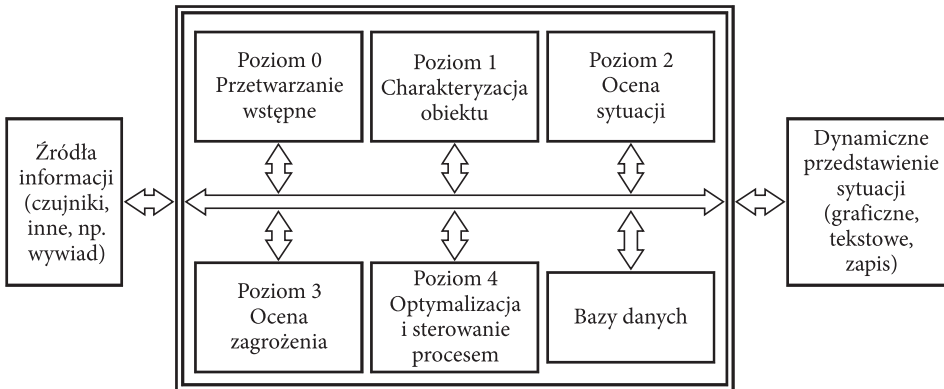 Źródła
informacji
(czujniki,
inne, np.
wywiad)
Poziom 0
Przetwarzanie
wstępne
Poziom 1
Charakteryzacja
obiektu
Poziom 2
Ocena
sytuacji
Poziom 3
Ocena
zagrożenia
Poziom 4
Optymalizacja
i sterowanie
procesem
Bazy danych
Dynamiczne
przedstawienie
sytuacji
(graficzne,
tekstowe,
zapis)